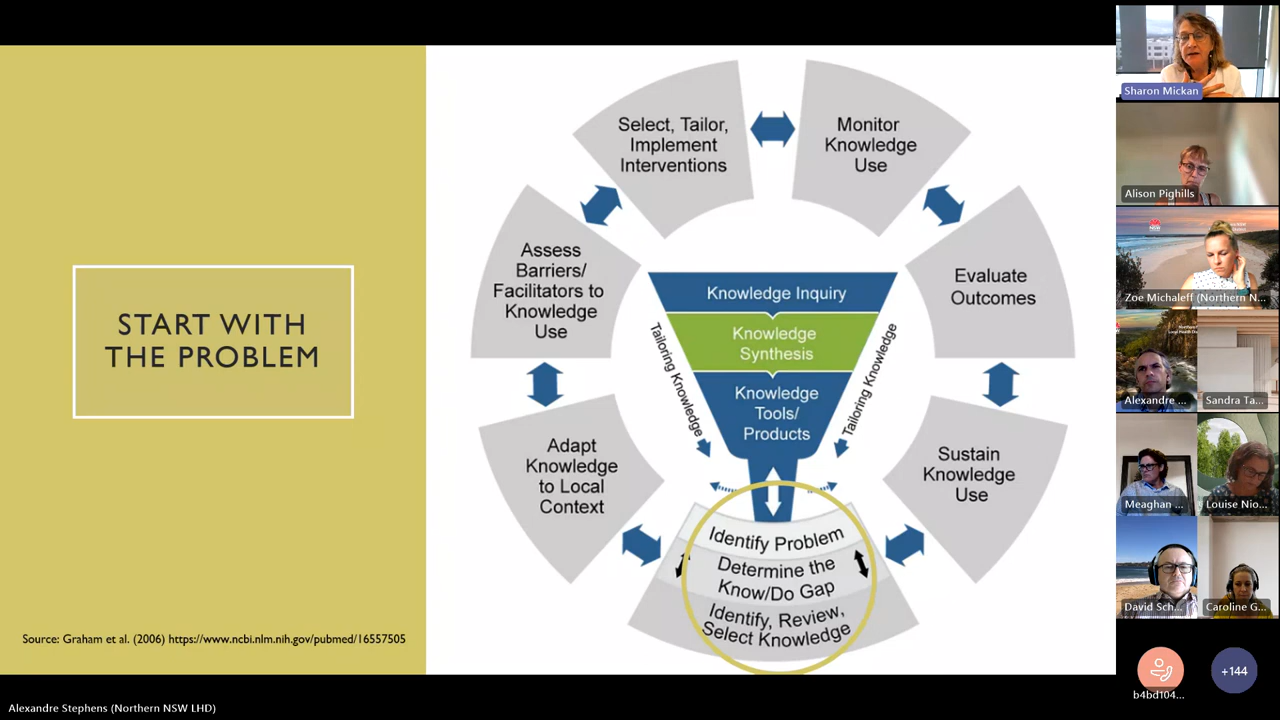 START WITH
THE PROBLEM
Source: Graham et al. (2006) https://www.ncbi.nlm.nih.gov/pubmed/16557505
Select, Tailor,
Implement
Interventions
Monitor
Knowledge
Use
Assess
Barriers/
Facilitators to
Knowledge
Use
Evaluate
Outcomes
Knowledge Inquiry
Knowledge
Synthesis
Knowledge
Tools/
Products
Tailoring Knowledge
Tailoring Knowledge
Adapt
Knowledge
to Local
Context
Sustain
Knowledge
Use
Identify Problem
Determine the
Know/Do Gap
Identify, Review,
Select Knowledge
Sharon Mickan
Alison Pighills
Zoe Michaleff (Northern N...
Alexandre ...
Sandra Ta...
Meaghan ...
Louise Nio...
David Sch...
Caroline G...
b4bd104...
+144
Alexandre Stephens (Northern NSW LHD)